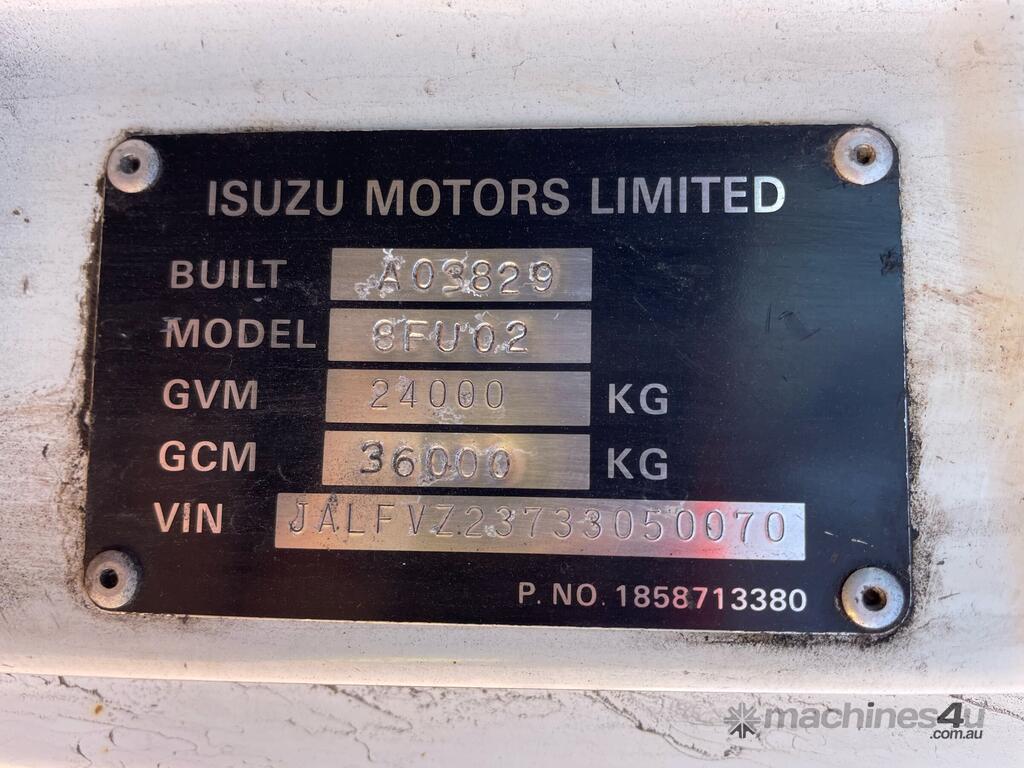 ISUZU MOTORS LIMITED
BUILT A03829
MODEL 8FU02
GVM 24000 KG
GCM 36000 KG
VIN JALFVZ23733050070
P. NO. 1858713380
machines4u
.com.au